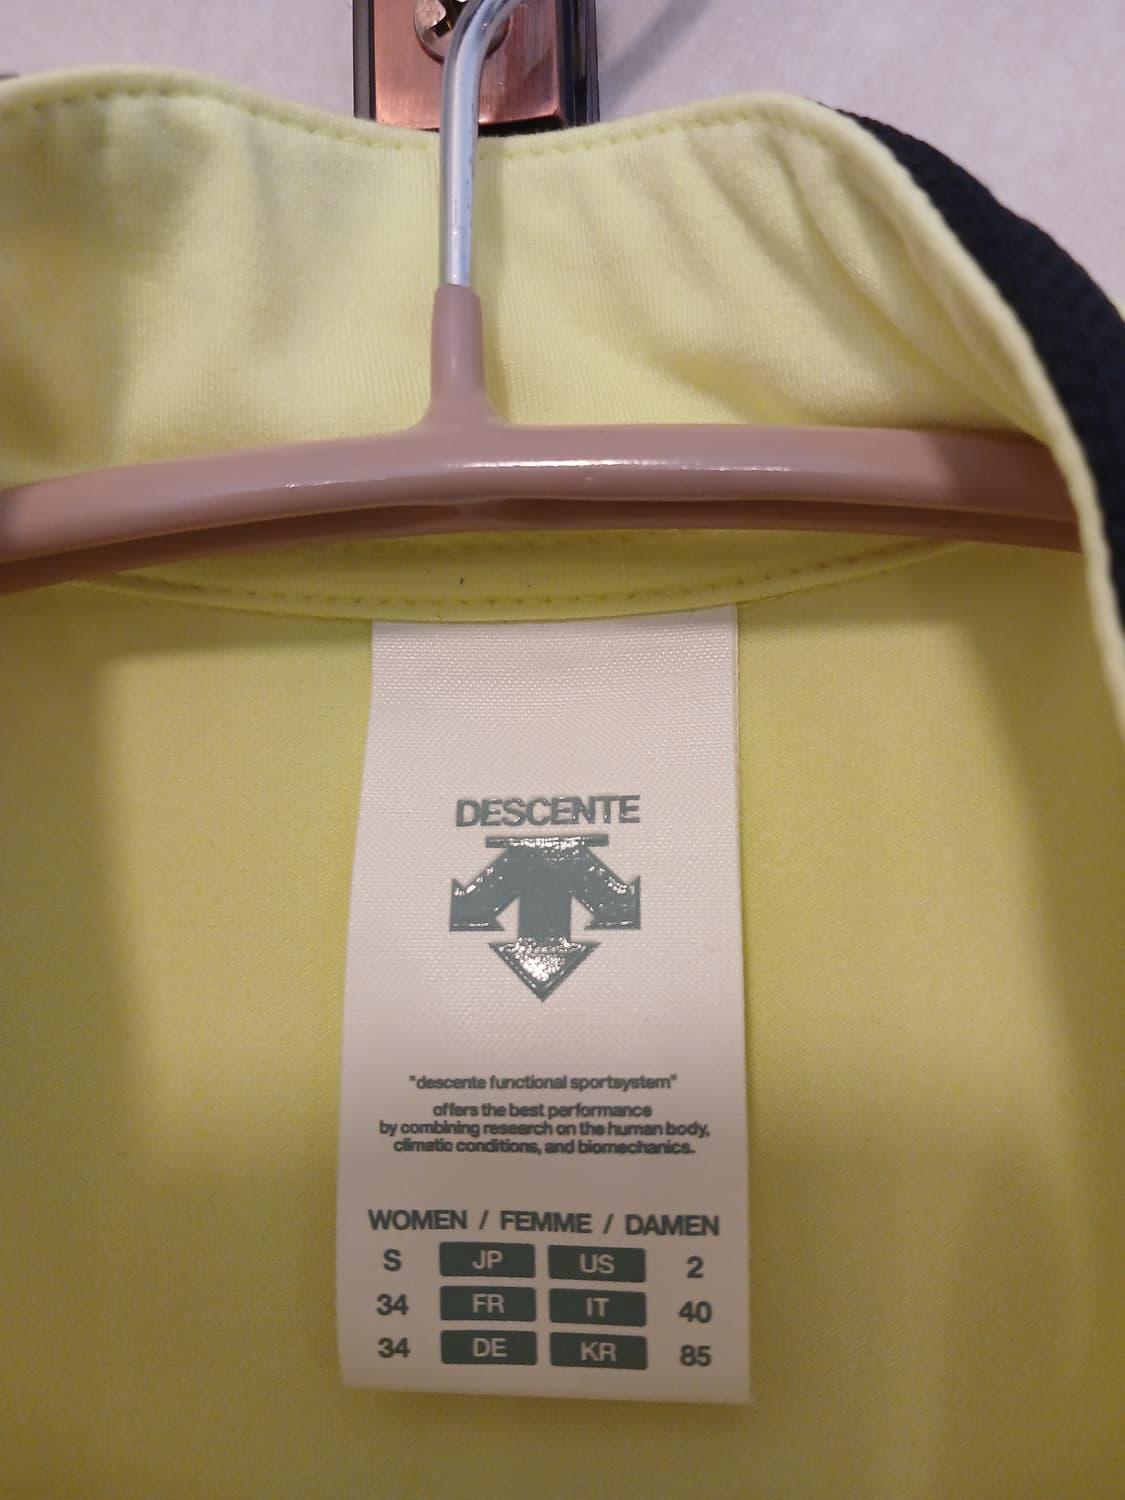 DESCENTE
"descente functional sportsystem"
offers the best performance
by combining research on the human body,
climatic conditions, and biomechanics.
WOMEN / FEMME / DAMEN
S JP US 2
34 FR IT 40
34 DE KR 85